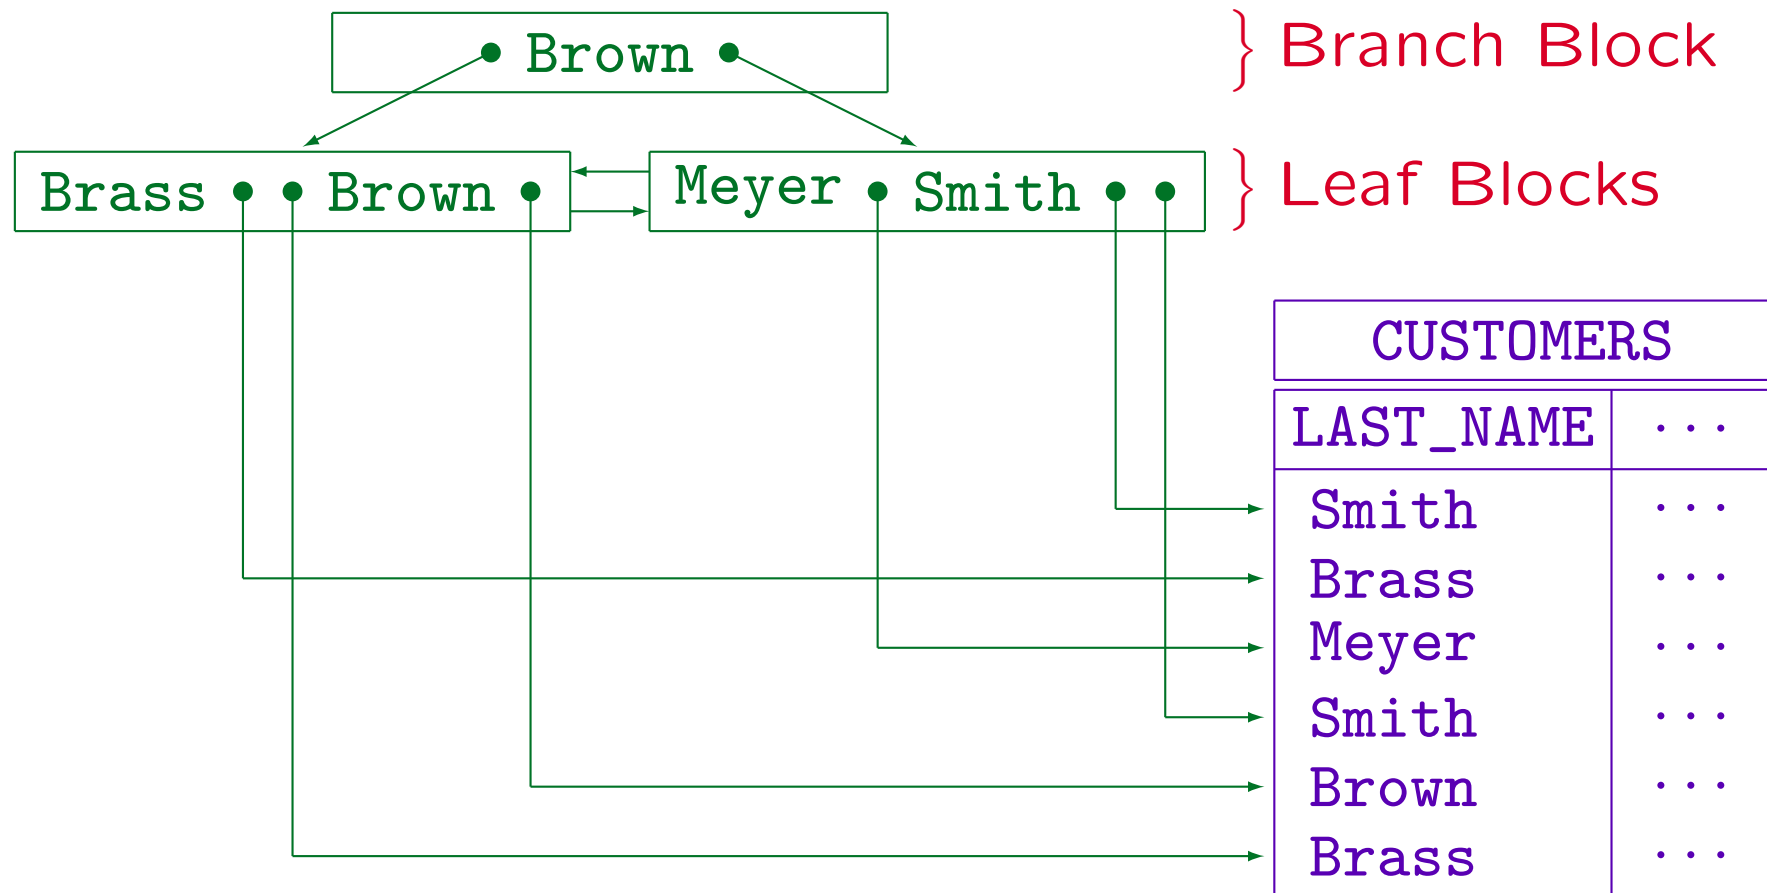 Brown
Branch Block
Brass Brown
Meyer Smith
Leaf Blocks
CUSTOMERS
LAST_NAME ···
Smith ···
Brass ···
Meyer ···
Smith ···
Brown ···
Brass ···